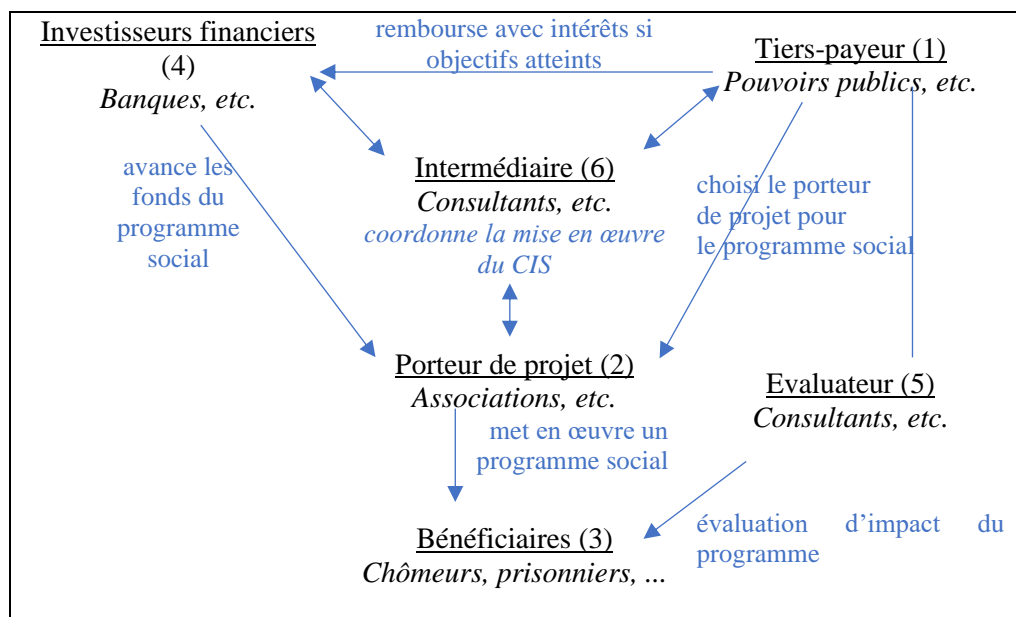 Investisseurs financiers
(4)
Banques, etc.
rembourse avec intérêts si
objectifs atteints
Tiers-payeur (1)
Pouvoirs publics, etc.
avance les
fonds du
programme
social
Intermédiaire (6)
Consultants, etc.
coordonne la mise en œuvre
du CIS
choisi le porteur
de projet pour
le programme social
Porteur de projet (2)
Associations, etc.
Evaluateur (5)
Consultants, etc.
met en œuvre un
programme social
Bénéficiaires (3)
Chômeurs, prisonniers, ...
évaluation d’impact du
programme